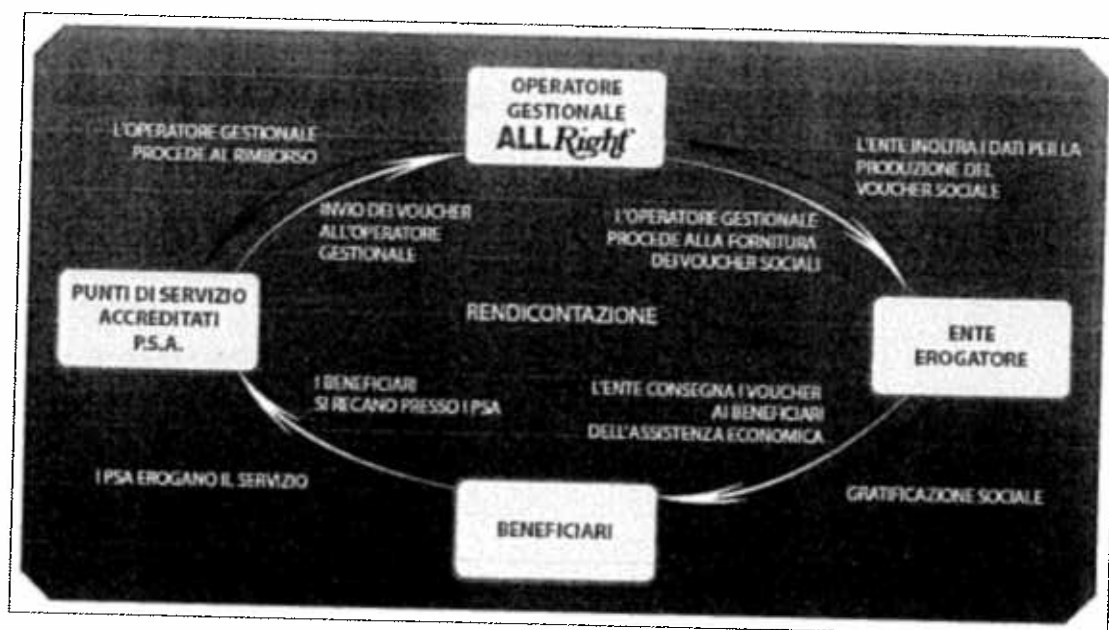 OPERATORE
GESTIONALE
ALLRight
L'OPERATORE GESTIONALE
PROCEDE AL RIMBORSO
L'ENTE INOLTRA I DATI PER LA
PRODUZIONE DEL
VOUCHER SOCIALE
INVIO DEI VOUCHER
ALL'OPERATORE
GESTIONALE
L'OPERATORE GESTIONALE
PROCEDE ALLA FORNITURA
DEI VOUCHER SOCIALI
PUNTI DI SERVIZIO
ACCREDITATI
P.S.A.
RENDICONTAZIONE
ENTE
EROGATORE
I BENEFICIARI
SI RECANO PRESSO I PSA
L'ENTE CONSEGNA I VOUCHER
AI BENEFICIARI
DELL'ASSISTENZA ECONOMICA
I PSA EROGANO IL SERVIZIO
GRATIFICAZIONE SOCIALE
BENEFICIARI